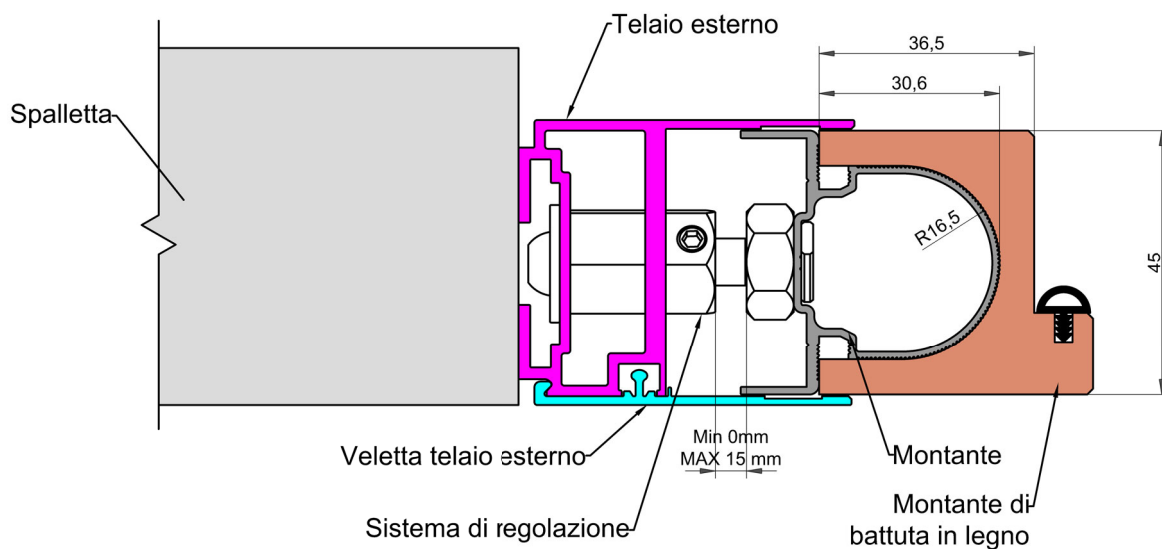 Telaio esterno
36,5
30,6
Spalletta
R16,5
45
Min 0mm
MAX 15 mm
Veletta telaio esterno
Montante
Sistema di regolazione
Montante di
battuta in legno